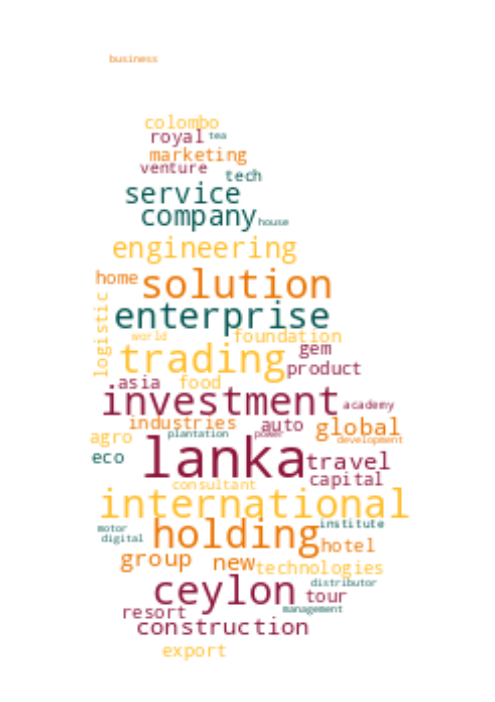 business
colombo
royal tea
marketing
venture
tech
service
company house
engineering
home solution
logistic
enterprise
world foundation
trading gem
product
asia food
investment academy
industries auto global
agro plantation power development
eco lanka travel
capital
consultant
international
motor holding institute
digital hotel
group new technologies
ceylon distributor
tour
resort management
construction
export